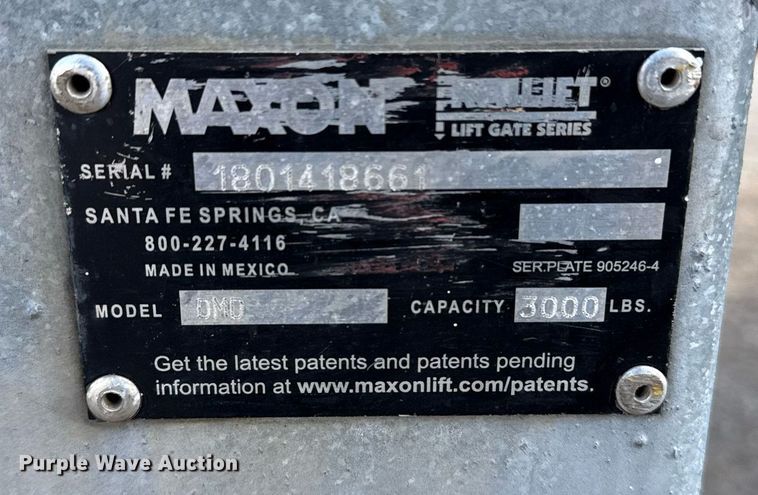 MAXON
LIFT GATE SERIES
SERIAL # 1801418661
SANTA FE SPRINGS, CA
800-227-4116
MADE IN MEXICO
SER.PLATE 905246-4
MODEL DMD CAPACITY 3000 LBS.
Get the latest patents and patents pending
information at www.maxonlift.com/patents.
Purple Wave Auction